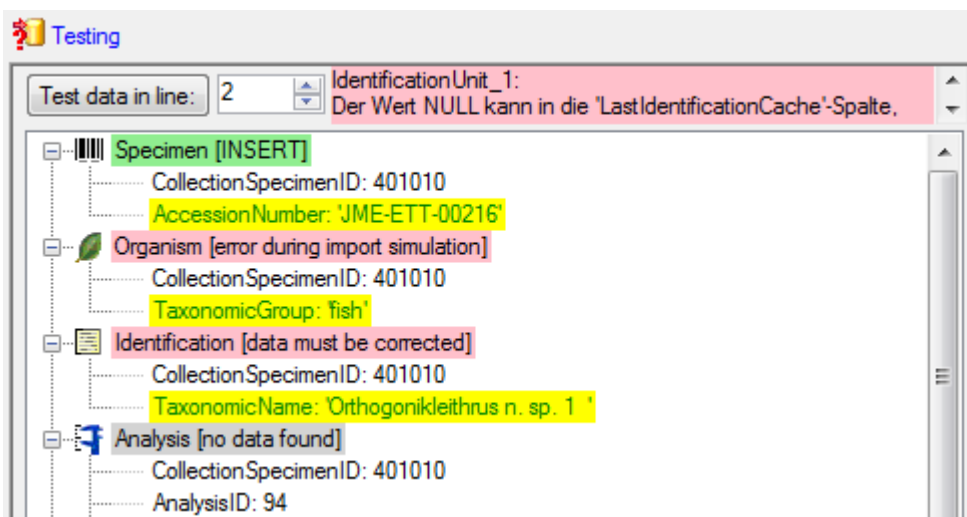 Testing
Test data in line: 2
IdentificationUnit_1:
Der Wert NULL kann in die 'LastIdentificationCache'-Spalte,
Specimen [INSERT]
CollectionSpecimenID: 401010
AccessionNumber: 'JME-ETT-00216'
Organism [error during import simulation]
CollectionSpecimenID: 401010
TaxonomicGroup: 'fish'
Identification [data must be corrected]
CollectionSpecimenID: 401010
TaxonomicName: 'Orthogonikleithrus n. sp. 1  '
Analysis [no data found]
CollectionSpecimenID: 401010
AnalysisID: 94